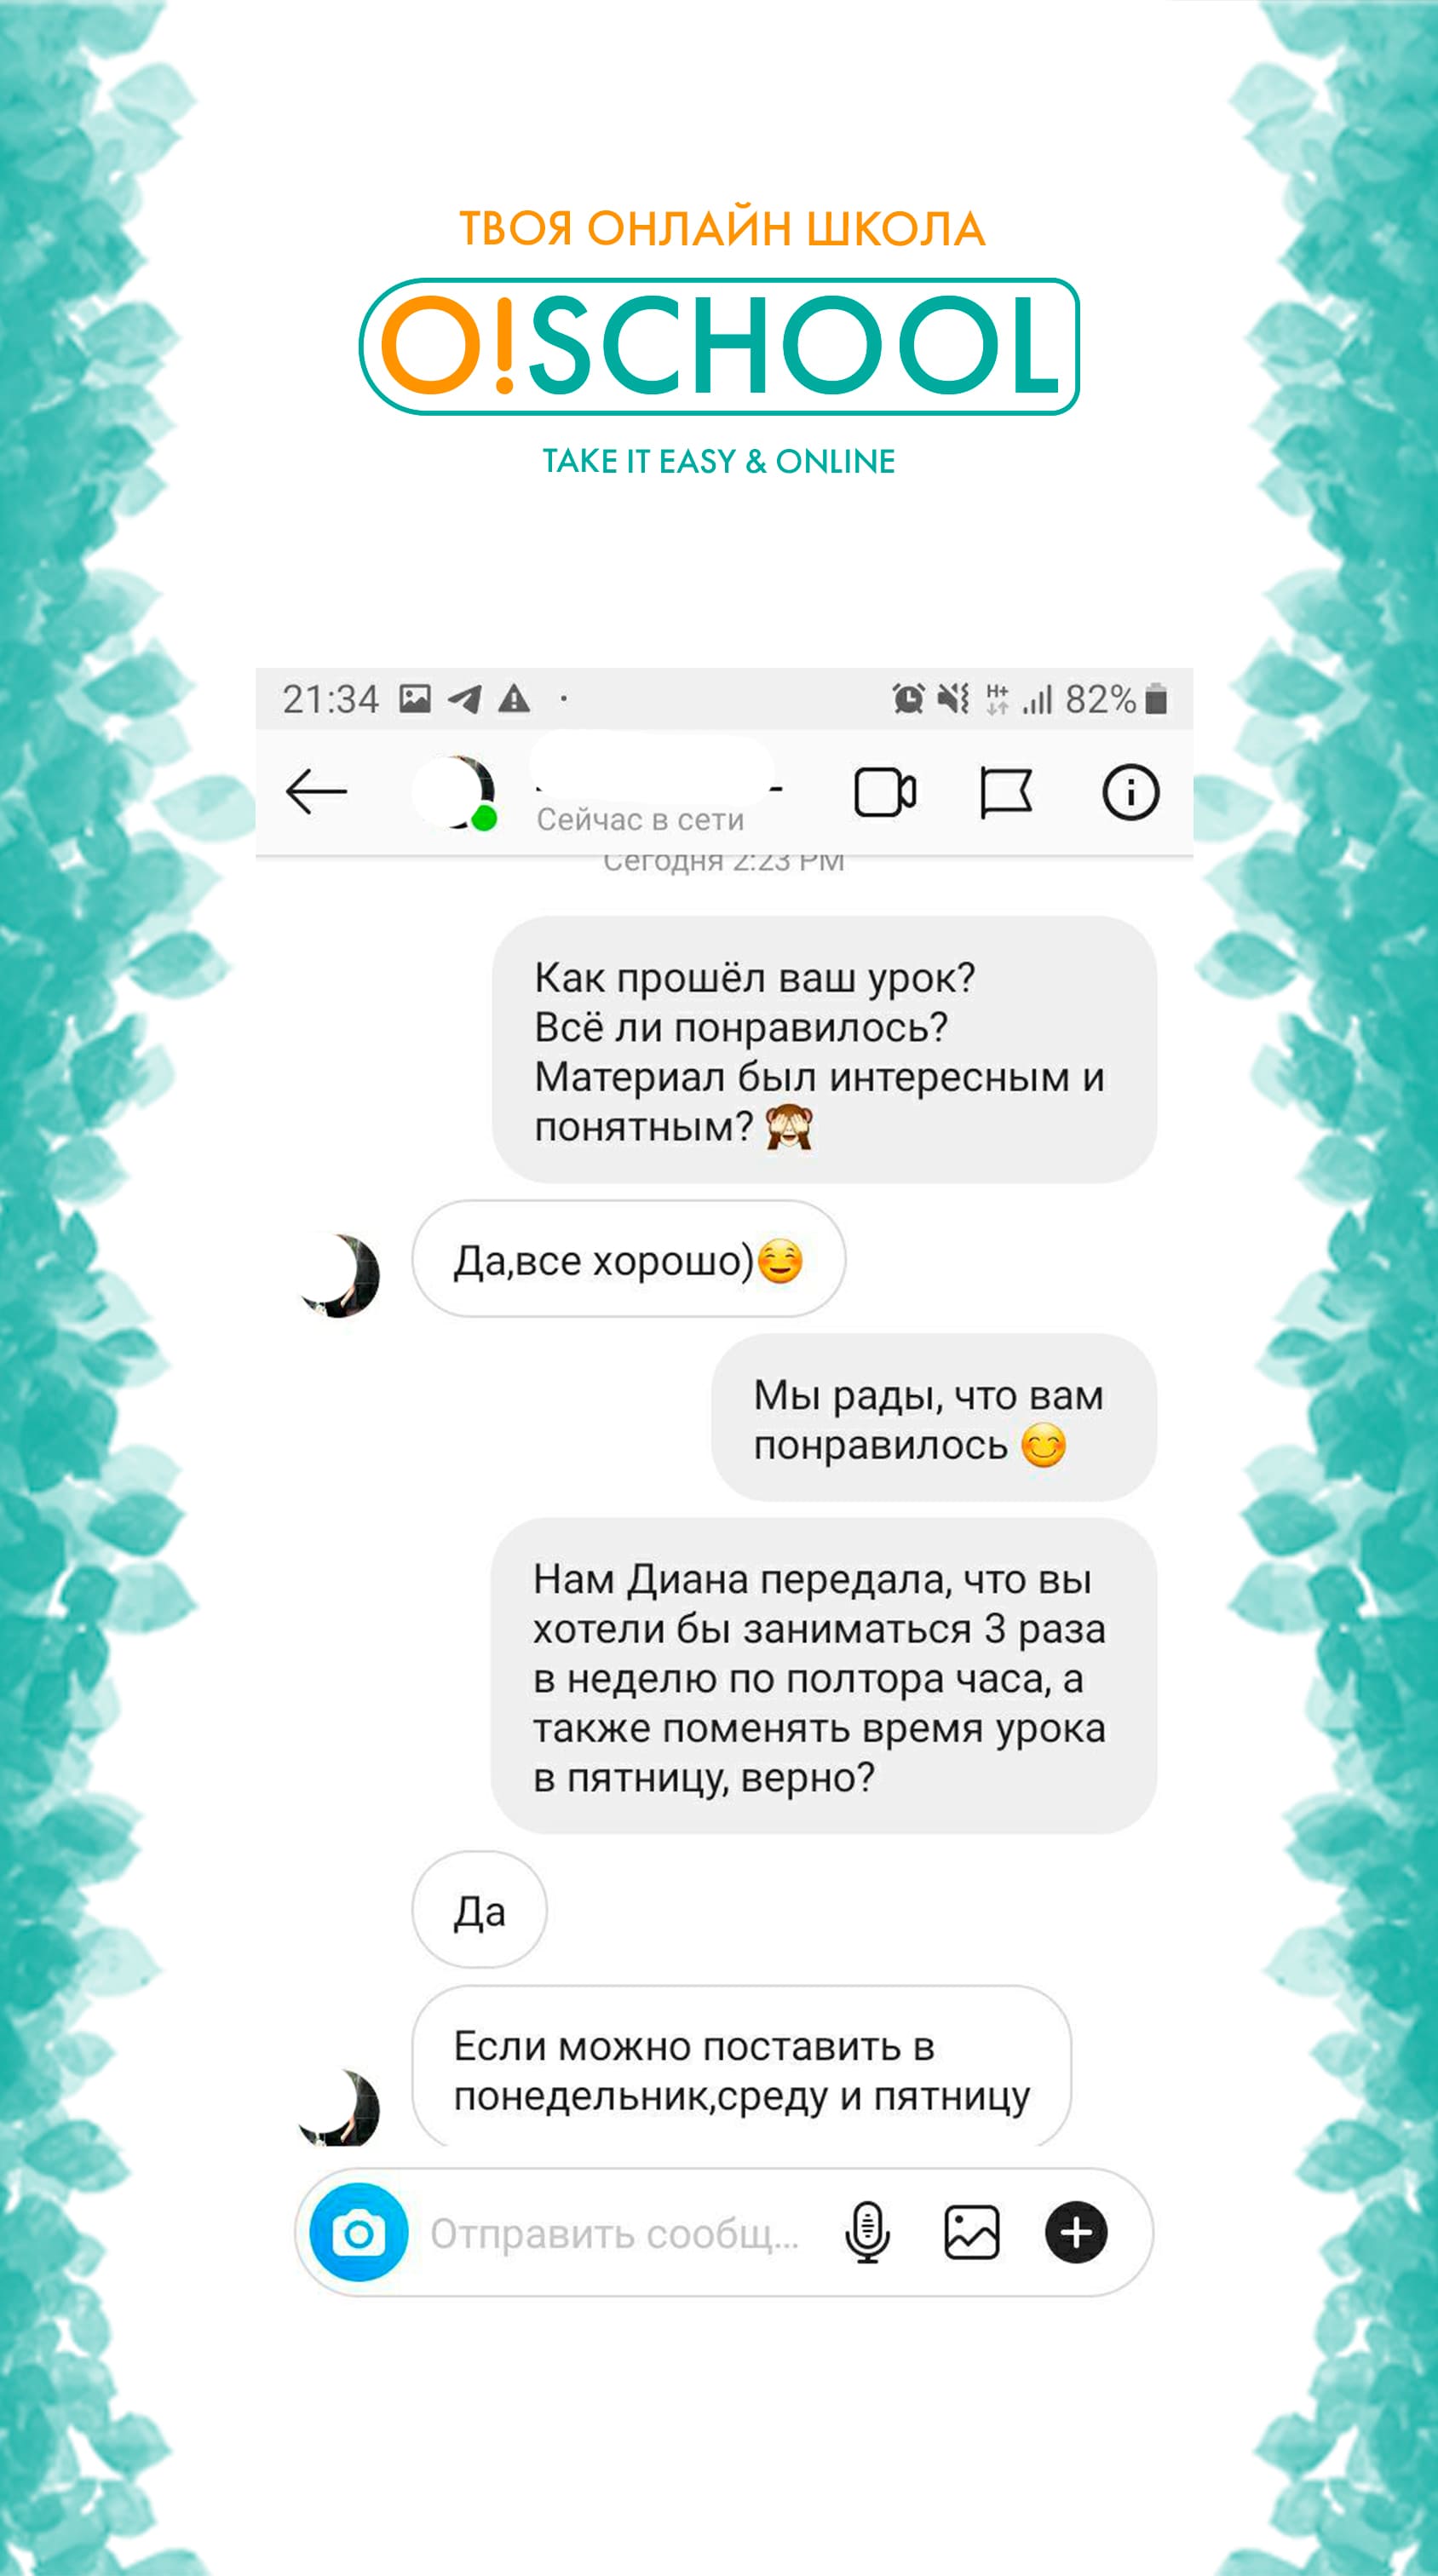 ТВОЯ ОНЛАЙН ШКОЛА
O!SCHOOL
TAKE IT EASY & ONLINE
21:34 H+ 82%
Сейчас в сети
Сегодня 2:23 PM
Как прошёл ваш урок?
Всё ли понравилось?
Материал был интересным и
понятным? 🙈
Да,все хорошо)☺️
Мы рады, что вам
понравилось 😊
Нам Диана передала, что вы
хотели бы заниматься 3 раза
в неделю по полтора часа, а
также поменять время урока
в пятницу, верно?
Да
Если можно поставить в
понедельник,среду и пятницу
Отправить сообщ...